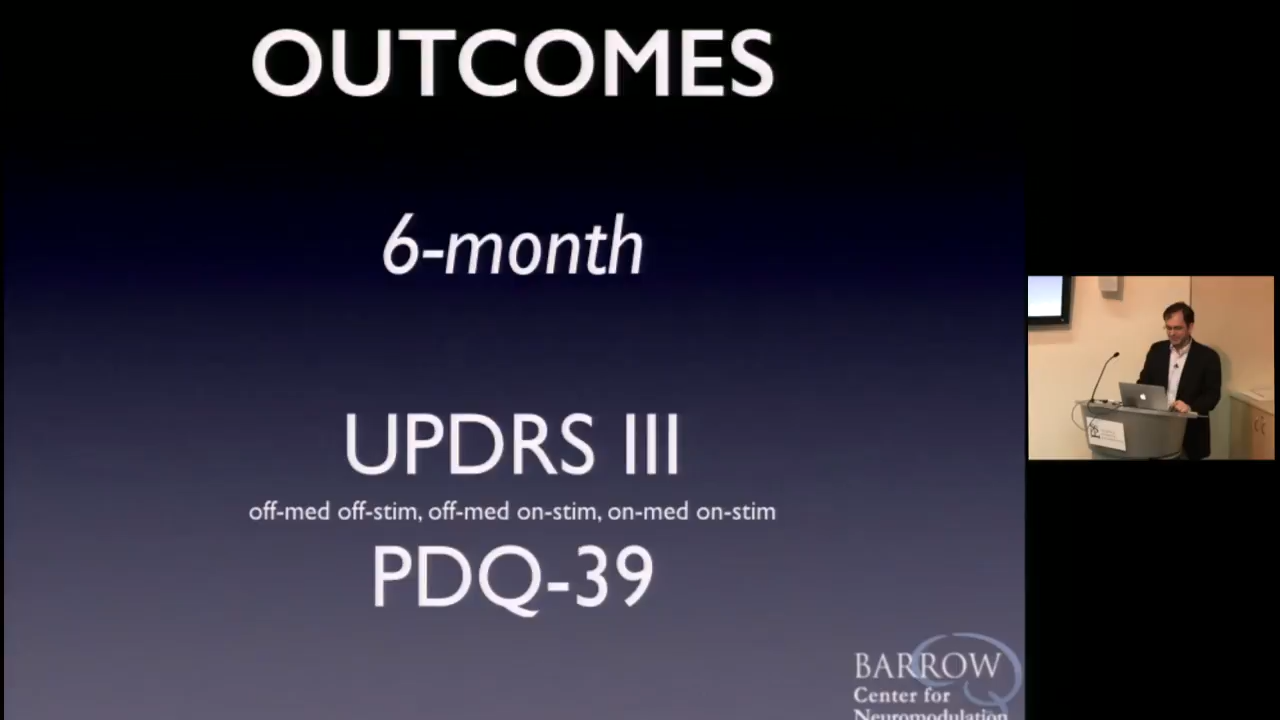 OUTCOMES
6-month
UPDRS III
off-med off-stim, off-med on-stim, on-med on-stim
PDQ-39
BARROW
Center for
Neuromodulation